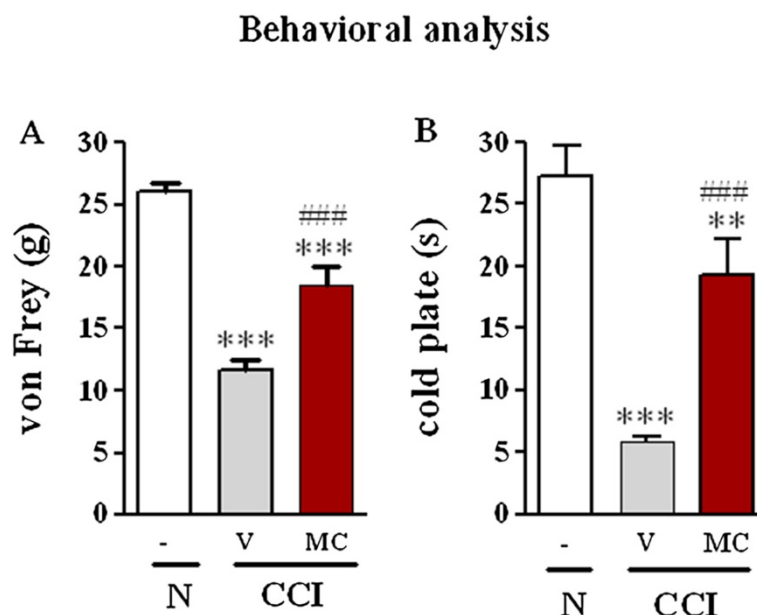 Behavioral analysis
A
von Frey (g)
30
25
20
15
10
5
0
***
###
***
- V MC
N CCI
B
cold plate (s)
30
25
20
15
10
5
0
***
###
**
- V MC
N CCI